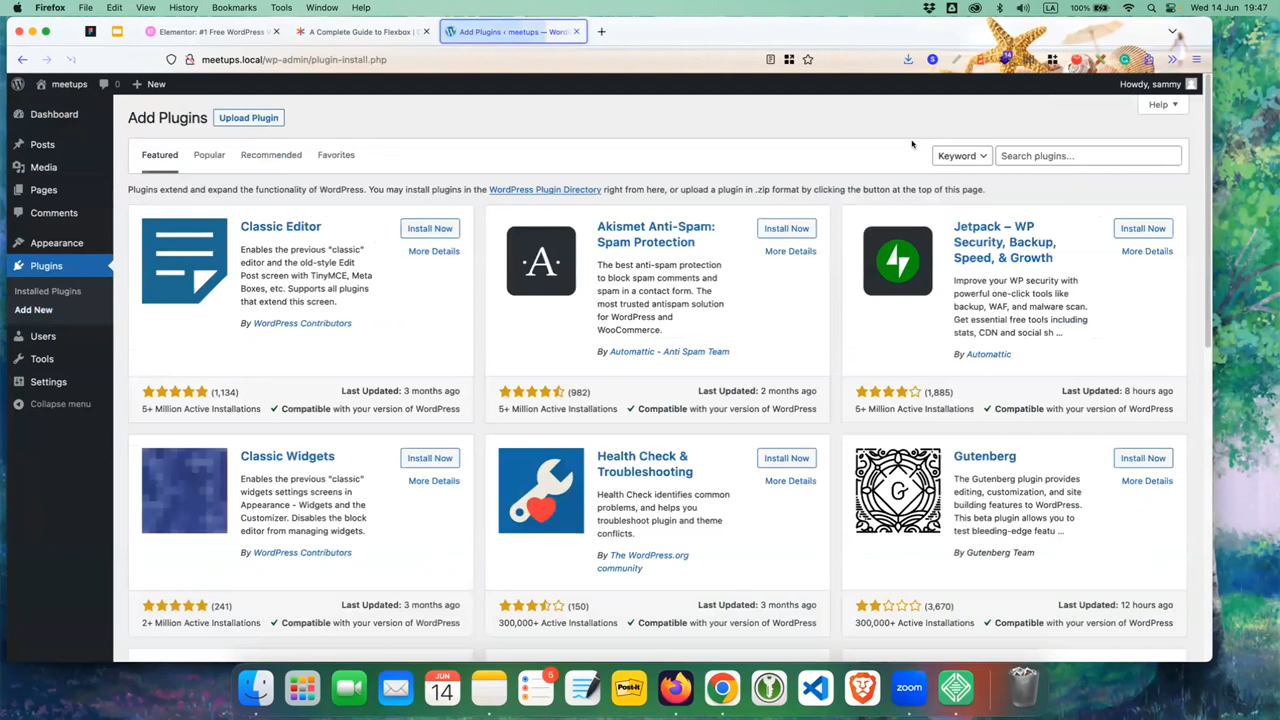 Firefox File Edit View History Bookmarks Tools Window Help
LA 100% Wed 14 Jun 19:47
Elementor: #1 Free WordPress
A Complete Guide to Flexbox |
Add Plugins ‹ meetups — Word
meetups.local/wp-admin/plugin-install.php
meetups 0 New
Howdy, sammy
Dashboard
Posts
Media
Pages
Comments
Appearance
Plugins
Installed Plugins
Add New
Users
Tools
Settings
Collapse menu
Help
Add Plugins Upload Plugin
Featured Popular Recommended Favorites
Keyword Search plugins...
Plugins extend and expand the functionality of WordPress. You may install plugins in the WordPress Plugin Directory right from here, or upload a plugin in .zip format by clicking the button at the top of this page.
Classic Editor
Install Now
More Details
Enables the previous "classic"
editor and the old-style Edit
Post screen with TinyMCE, Meta
Boxes, etc. Supports all plugins
that extend this screen.
By WordPress Contributors
(1,134)
Last Updated: 3 months ago
5+ Million Active Installations
Compatible with your version of WordPress
A
Akismet Anti-Spam:
Spam Protection
Install Now
More Details
The best anti-spam protection
to block spam comments and
spam in a contact form. The
most trusted antispam solution
for WordPress and
WooCommerce.
By Automattic - Anti Spam Team
(982)
Last Updated: 2 months ago
5+ Million Active Installations
Compatible with your version of WordPress
Jetpack – WP
Security, Backup,
Speed, & Growth
Install Now
More Details
Improve your WP security with
powerful one-click tools like
backup, WAF, and malware scan.
Get essential free tools including
stats, CDN and social sh ...
By Automattic
(1,885)
Last Updated: 8 hours ago
5+ Million Active Installations
Compatible with your version of WordPress
Classic Widgets
Install Now
More Details
Enables the previous "classic"
widgets settings screens in
Appearance - Widgets and the
Customizer. Disables the block
editor from managing widgets.
By WordPress Contributors
(241)
Last Updated: 3 months ago
2+ Million Active Installations
Compatible with your version of WordPress
Health Check &
Troubleshooting
Install Now
More Details
Health Check identifies common
problems, and helps you
troubleshoot plugin and theme
conflicts.
By The WordPress.org
community
(150)
Last Updated: 3 months ago
300,000+ Active Installations
Compatible with your version of WordPress
G
Gutenberg
Install Now
More Details
The Gutenberg plugin provides
editing, customization, and site
building features to WordPress.
This beta plugin allows you to
test bleeding-edge featu ...
By Gutenberg Team
(3,670)
Last Updated: 12 hours ago
300,000+ Active Installations
Compatible with your version of WordPress
JUN
14
5
Post-it
zoom